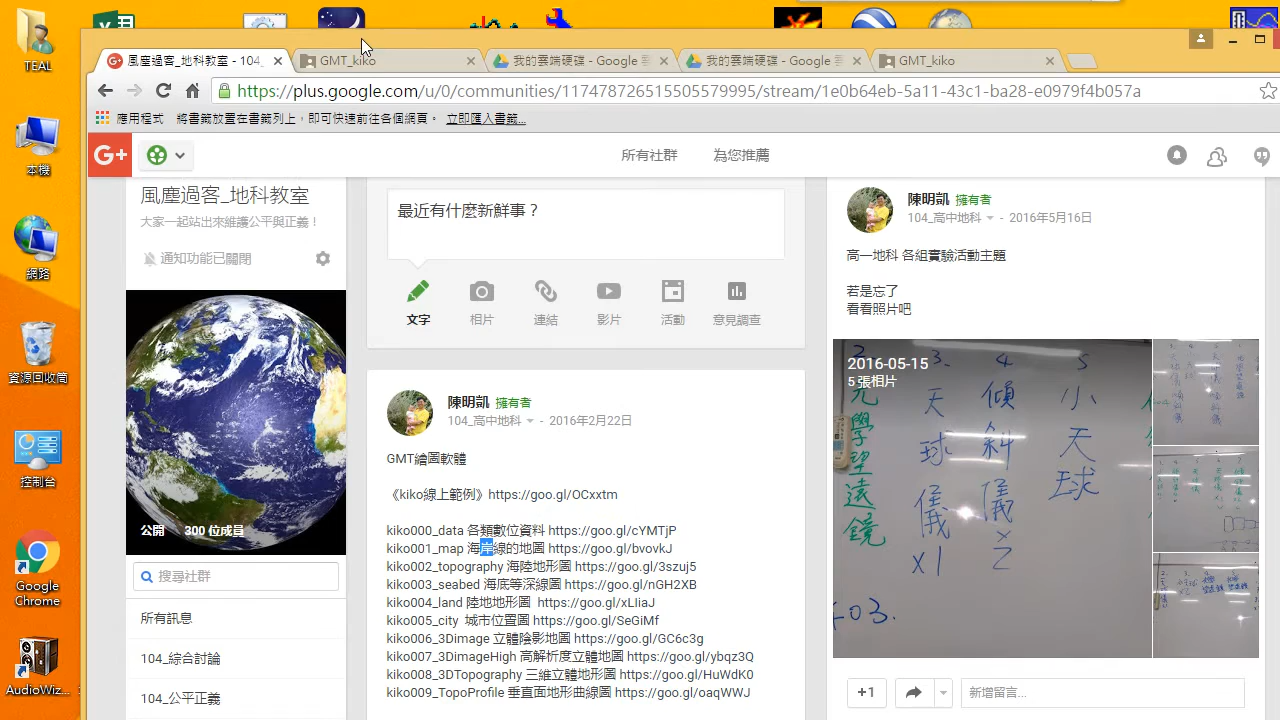 TEAL
本機
網路
資源回收筒
控制台
Google Chrome
AudioWiz...
風塵過客_地科教室 - 104_
GMT_kiko
我的雲端硬碟 - Google 雲
我的雲端硬碟 - Google 雲
GMT_kiko
https://plus.google.com/u/0/communities/117478726515505579995/stream/1e0b64eb-5a11-43c1-ba28-e0979f4b057a
應用程式 將書籤放置在書籤列上，即可快速前往各個網頁。 立即匯入書籤...
G+
所有社群 為您推薦
風塵過客_地科教室
大家一起站出來維護公平與正義！
通知功能已關閉
公開 300 位成員
搜尋社群
所有訊息
104_綜合討論
104_公平正義
最近有什麼新鮮事？
文字 相片 連結 影片 活動 意見調查
陳明凱 擁有者
104_高中地科 - 2016年2月22日
GMT繪圖軟體
《kiko線上範例》https://goo.gl/OCxxtm
kiko000_data 各類數位資料 https://goo.gl/cYMTjP
kiko001_map 海岸線的地圖 https://goo.gl/bvovkJ
kiko002_topography 海陸地形圖 https://goo.gl/3szuj5
kiko003_seabed 海底等深線圖 https://goo.gl/nGH2XB
kiko004_land 陸地地形圖 https://goo.gl/xLIiaJ
kiko005_city 城市位置圖 https://goo.gl/SeGiMf
kiko006_3Dimage 立體陰影地圖 https://goo.gl/GC6c3g
kiko007_3DimageHigh 高解析度立體地圖 https://goo.gl/ybqz3Q
kiko008_3DTopography 三維立體地形圖 https://goo.gl/HuWdK0
kiko009_TopoProfile 垂直面地形曲線圖 https://goo.gl/oaqWWJ
陳明凱 擁有者
104_高中地科 - 2016年5月16日
高一地科 各組實驗活動主題
若是忘了
看看照片吧
2016-05-15
5 張相片
2
光學望遠鏡
3.
天球儀x1
4
傾斜儀x2
5
小天球
403.
+1
新增留言...